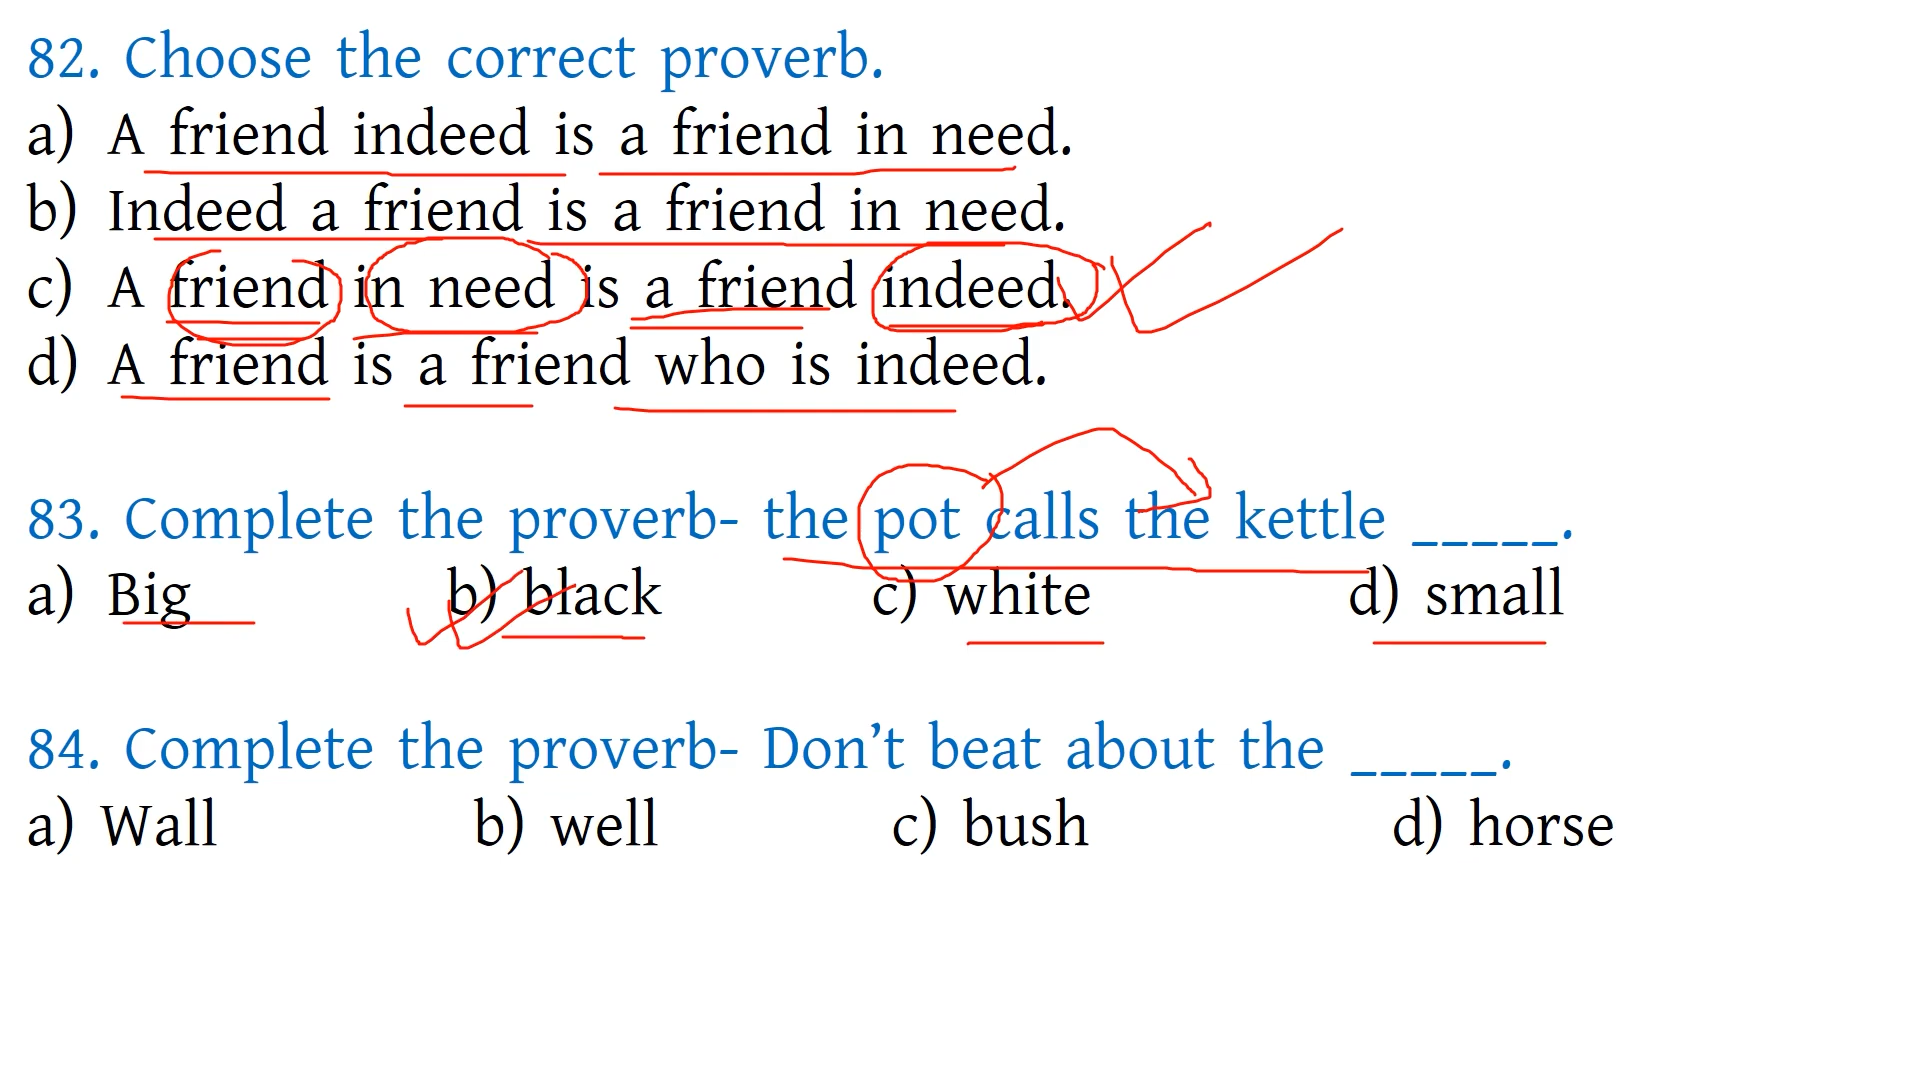 82. Choose the correct proverb.
a) A friend indeed is a friend in need.
b) Indeed a friend is a friend in need.
c) A friend in need is a friend indeed.
d) A friend is a friend who is indeed.
83. Complete the proverb- the pot calls the kettle _____.
a) Big b) black c) white d) small
84. Complete the proverb- Don’t beat about the _____.
a) Wall b) well c) bush d) horse